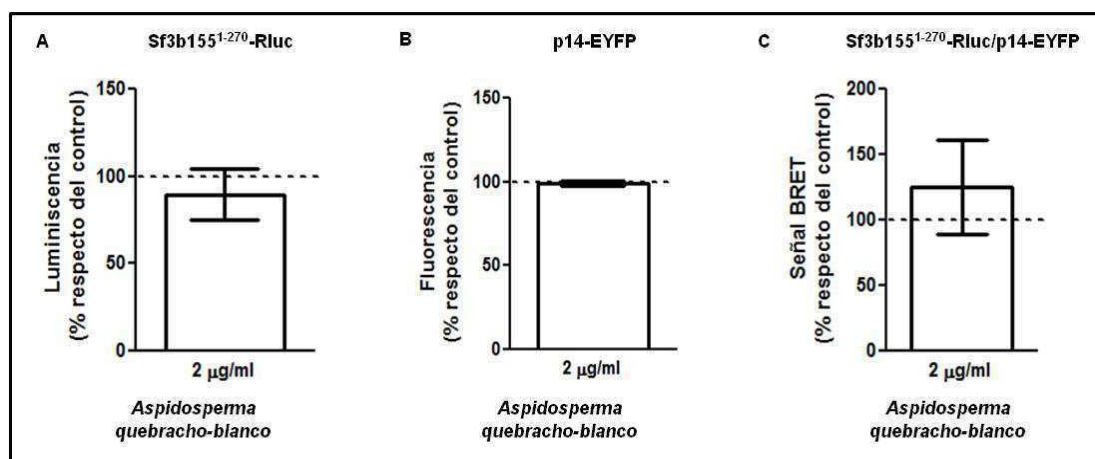 A
Sf3b155¹⁻²⁷⁰-Rluc
Luminiscencia
(% respecto del control)
150
100
50
0
2 μg/ml
Aspidosperma
quebracho-blanco
B
p14-EYFP
Fluorescencia
(% respecto del control)
150
100
50
0
2 μg/ml
Aspidosperma
quebracho-blanco
C
Sf3b155¹⁻²⁷⁰-Rluc/p14-EYFP
Señal BRET
(% respecto del control)
200
150
100
50
0
2 μg/ml
Aspidosperma
quebracho-blanco